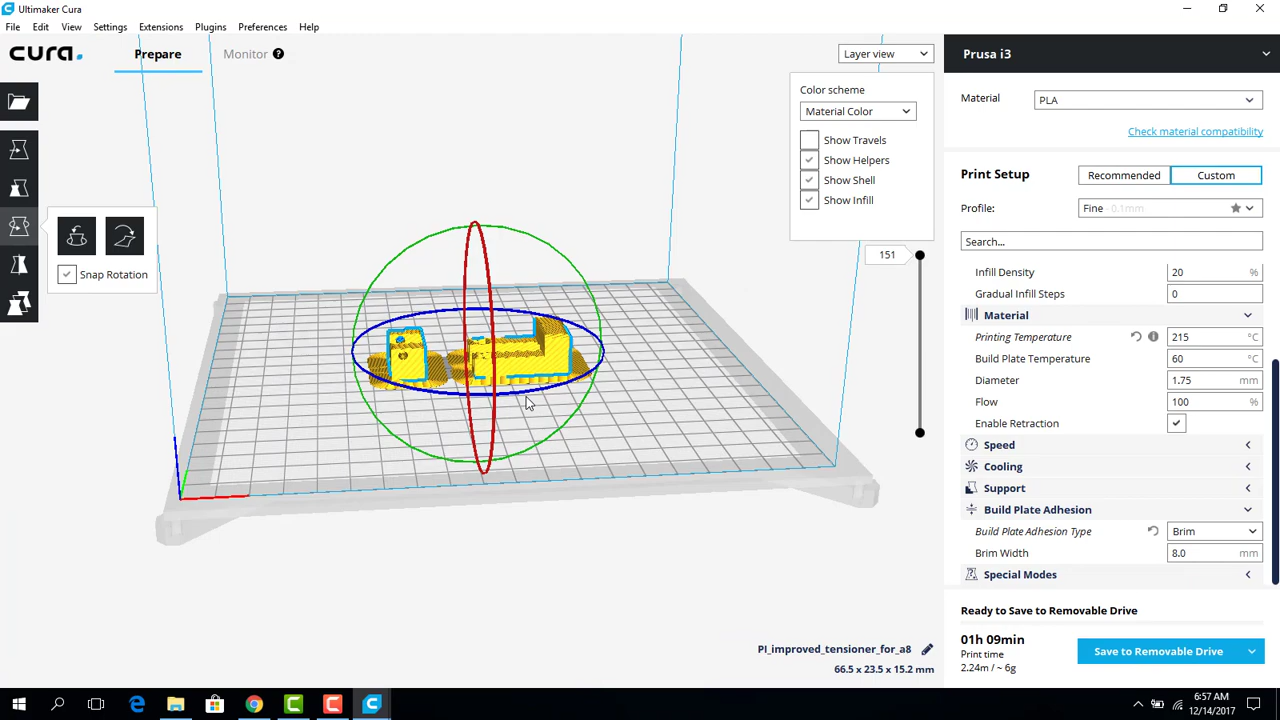 Ultimaker Cura
File Edit View Settings Extensions Plugins Preferences Help
cura. Prepare Monitor ?
Layer view
Prusa i3
Color scheme
Material Color
Material PLA
Check material compatibility
Show Travels
Show Helpers
Show Shell
Show Infill
Print Setup Recommended Custom
Profile: Fine - 0.1mm
Search...
151
Snap Rotation
Infill Density 20 %
Gradual Infill Steps 0
Material
Printing Temperature 215 °C
Build Plate Temperature 60 °C
Diameter 1.75 mm
Flow 100 %
Enable Retraction
Speed
Cooling
Support
Build Plate Adhesion
Build Plate Adhesion Type Brim
Brim Width 8.0 mm
Special Modes
Ready to Save to Removable Drive
01h 09min
Print time
2.24m / ~ 6g
Save to Removable Drive
PI_improved_tensioner_for_a8
66.5 x 23.5 x 15.2 mm
6:57 AM
12/14/2017